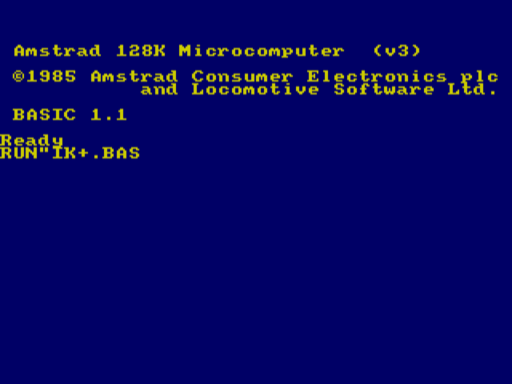 Amstrad 128K Microcomputer  (v3)
©1985 Amstrad Consumer Electronics plc
and Locomotive Software Ltd.
BASIC 1.1
Ready
RUN"IK+.BAS